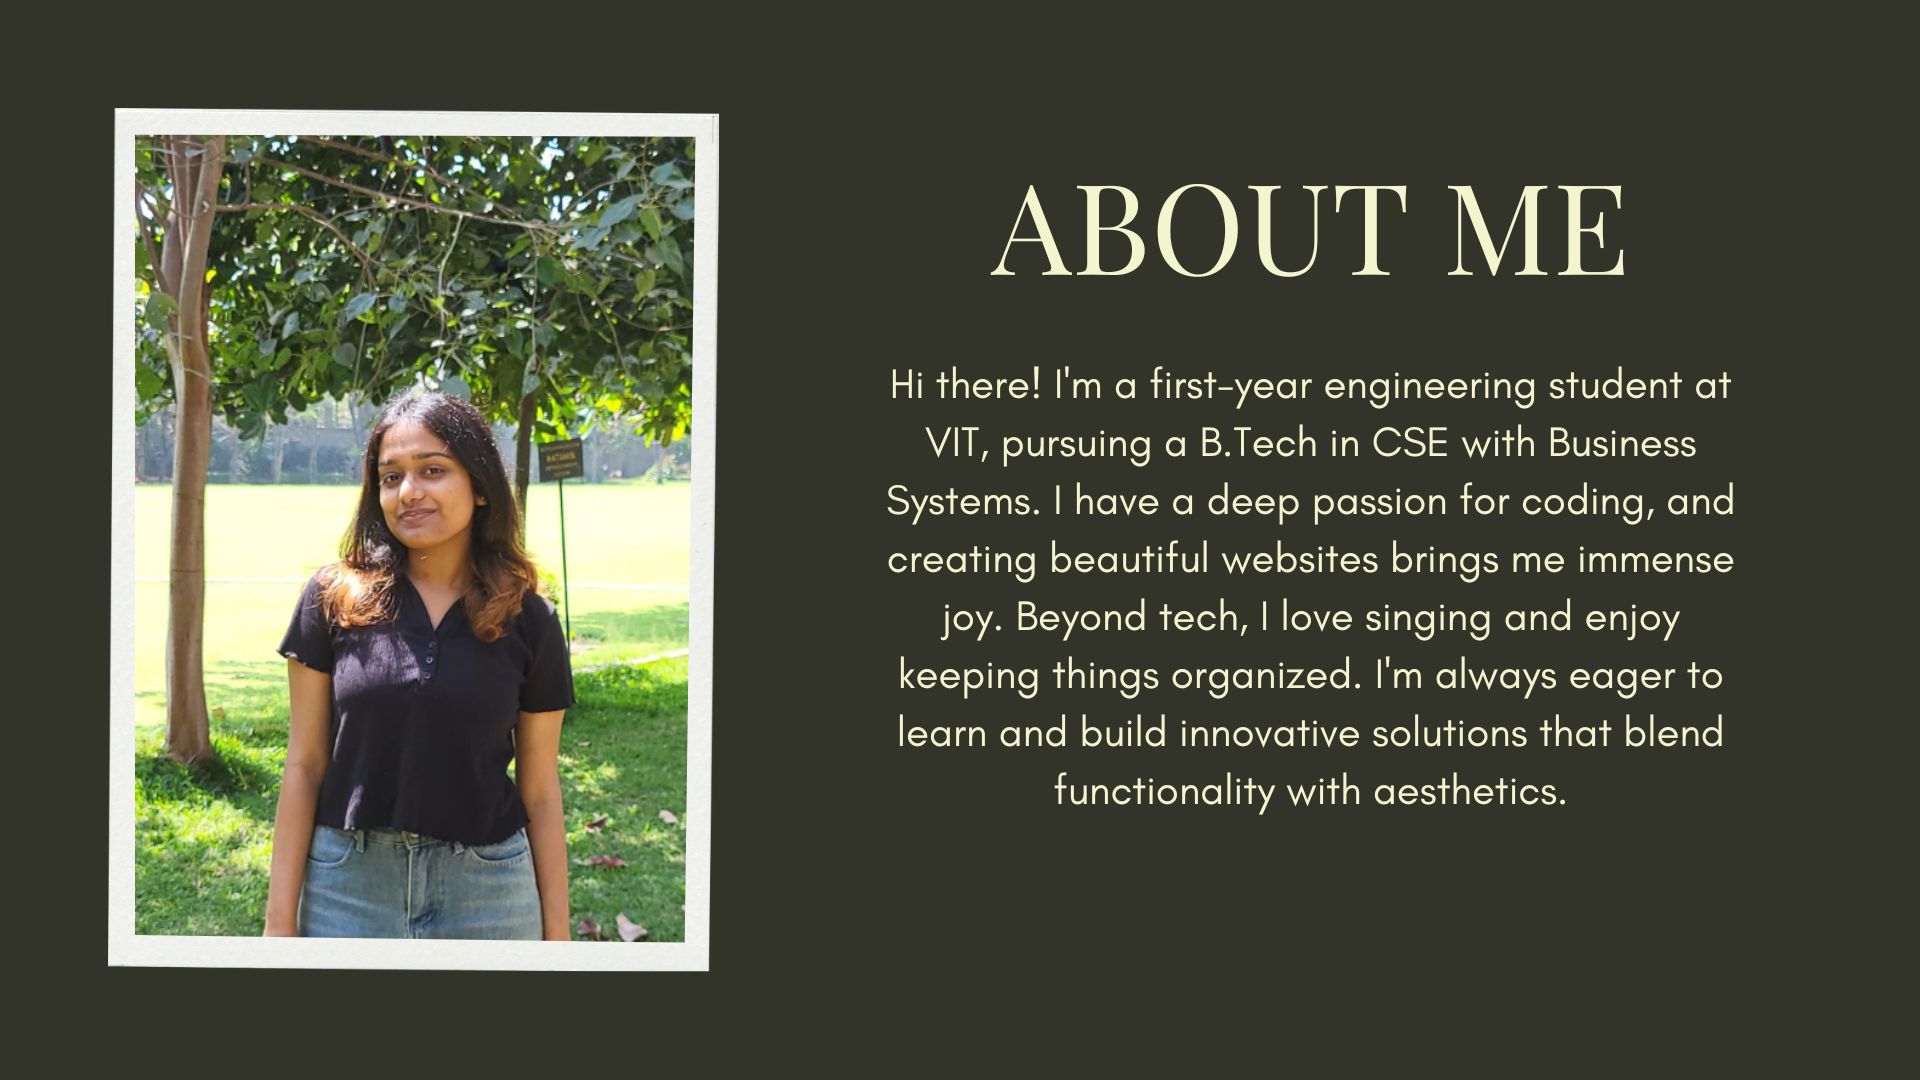 ABOUT ME
Hi there! I'm a first-year engineering student at
VIT, pursuing a B.Tech in CSE with Business
Systems. I have a deep passion for coding, and
creating beautiful websites brings me immense
joy. Beyond tech, I love singing and enjoy
keeping things organized. I'm always eager to
learn and build innovative solutions that blend
functionality with aesthetics.